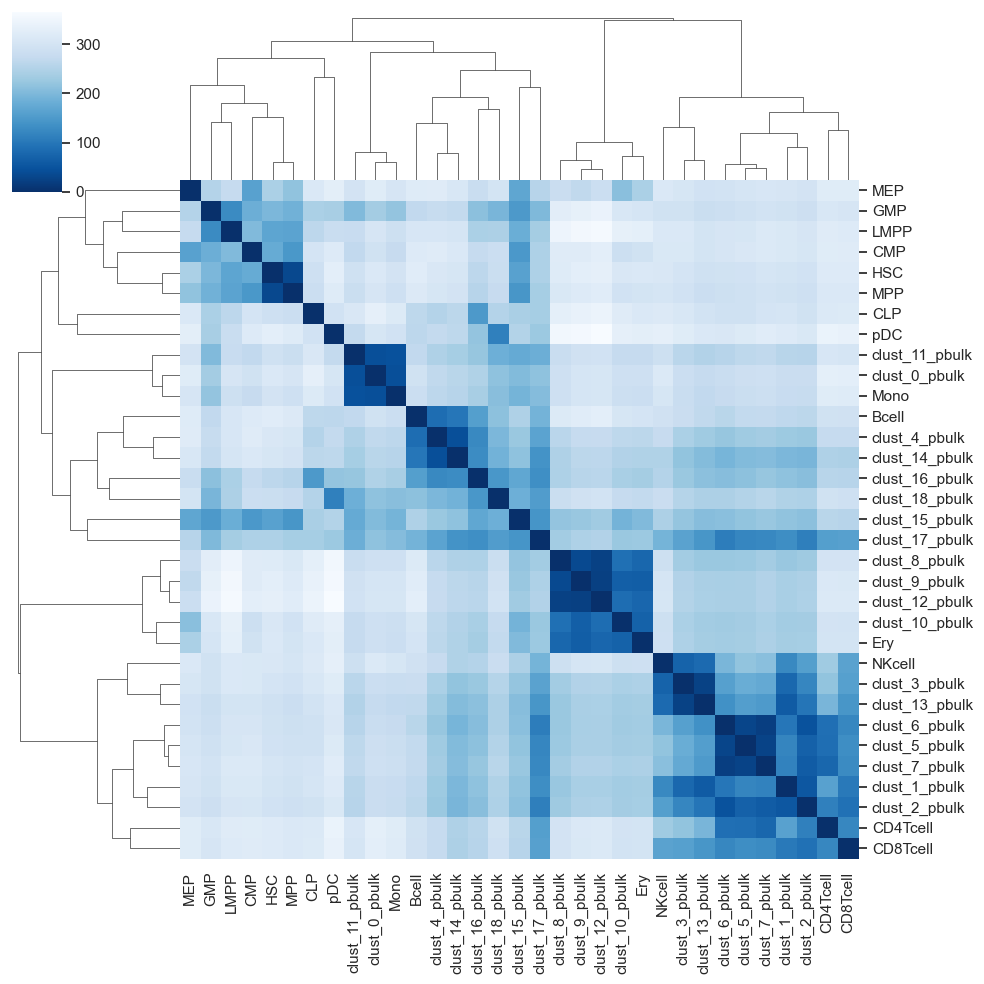 300
200
100
0
MEP
GMP
LMPP
CMP
HSC
MPP
CLP
pDC
clust_11_pbulk
clust_0_pbulk
Mono
Bcell
clust_4_pbulk
clust_14_pbulk
clust_16_pbulk
clust_18_pbulk
clust_15_pbulk
clust_17_pbulk
clust_8_pbulk
clust_9_pbulk
clust_12_pbulk
clust_10_pbulk
Ery
NKcell
clust_3_pbulk
clust_13_pbulk
clust_6_pbulk
clust_5_pbulk
clust_7_pbulk
clust_1_pbulk
clust_2_pbulk
CD4Tcell
CD8Tcell
MEP
GMP
LMPP
CMP
HSC
MPP
CLP
pDC
clust_11_pbulk
clust_0_pbulk
Mono
Bcell
clust_4_pbulk
clust_14_pbulk
clust_16_pbulk
clust_18_pbulk
clust_15_pbulk
clust_17_pbulk
clust_8_pbulk
clust_9_pbulk
clust_12_pbulk
clust_10_pbulk
Ery
NKcell
clust_3_pbulk
clust_13_pbulk
clust_6_pbulk
clust_5_pbulk
clust_7_pbulk
clust_1_pbulk
clust_2_pbulk
CD4Tcell
CD8Tcell